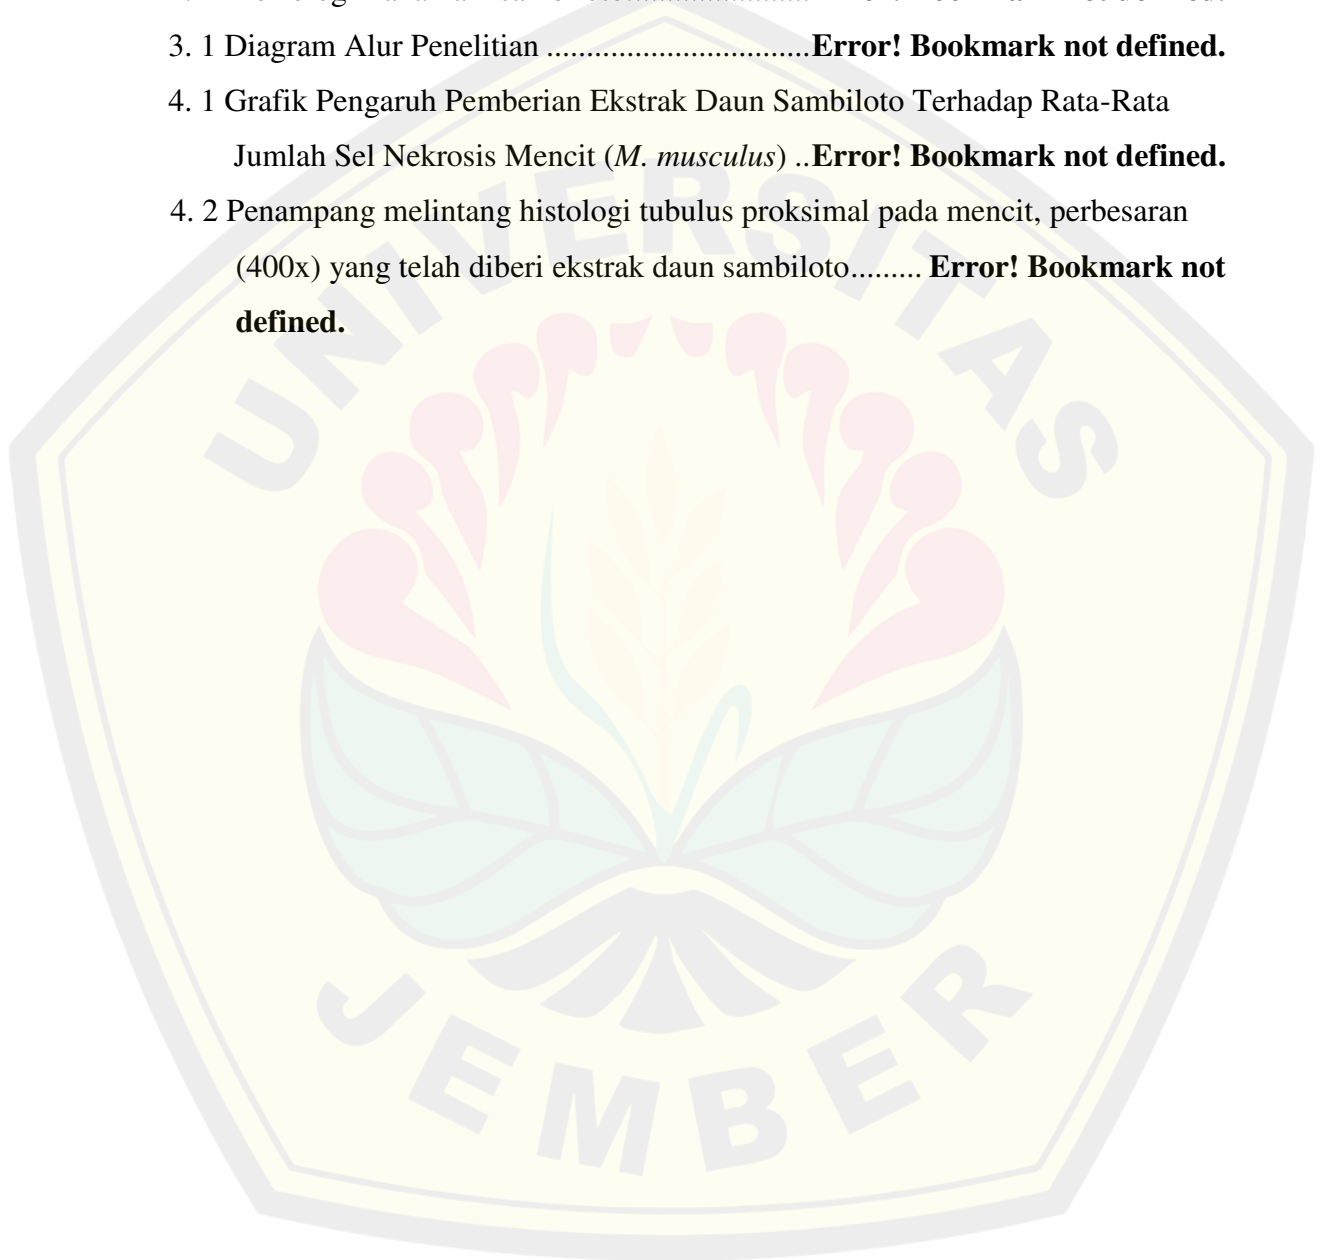 3. 1 Diagram Alur Penelitian .................................Error! Bookmark not defined.
4. 1 Grafik Pengaruh Pemberian Ekstrak Daun Sambiloto Terhadap Rata-Rata
Jumlah Sel Nekrosis Mencit (M. musculus) ..Error! Bookmark not defined.
4. 2 Penampang melintang histologi tubulus proksimal pada mencit, perbesaran
(400x) yang telah diberi ekstrak daun sambiloto......... Error! Bookmark not
defined.
UNIVERSITAS
JEMBER